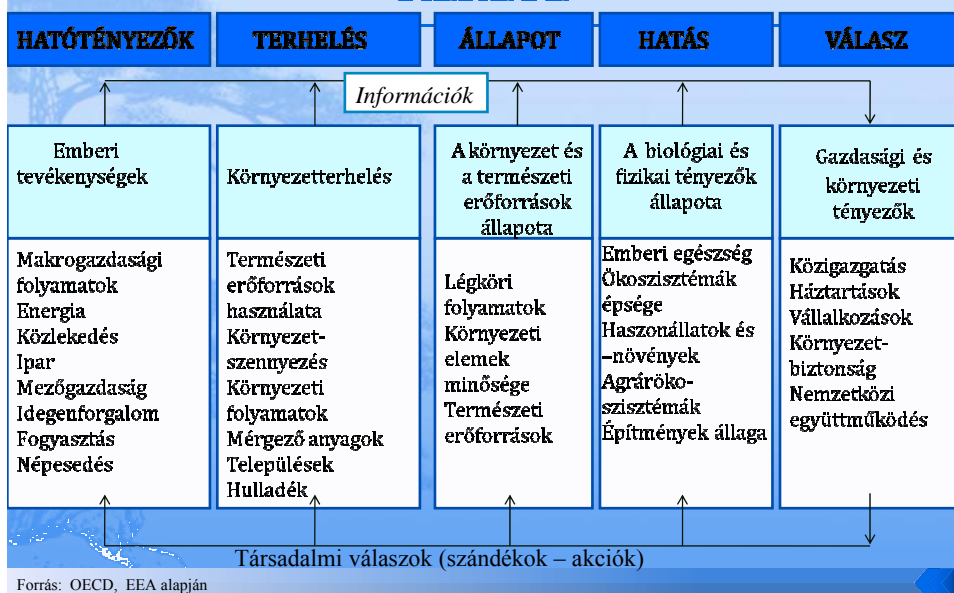 HATÓTÉNYEZŐK
TERHELÉS
ÁLLAPOT
HATÁS
VÁLASZ
Információk
Emberi
tevékenységek
Környezetterhelés
A környezet és
a természeti
erőforrások
állapota
A biológiai és
fizikai tényezők
állapota
Gazdasági és
környezeti
tényezők
Makrogazdasági
folyamatok
Energia
Közlekedés
Ipar
Mezőgazdaság
Idegenforgalom
Fogyasztás
Népesedés
Természeti
erőforrások
használata
Környezet-
szennyezés
Környezeti
folyamatok
Mérgező anyagok
Települések
Hulladék
Légköri
folyamatok
Környezeti
elemek
minősége
Természeti
erőforrások
Emberi egészség
Ökoszisztémák
épsége
Haszonállatok és
–növények
Agráröko-
szisztémák
Építmények állaga
Közigazgatás
Háztartások
Vállalkozások
Környezet-
biztonság
Nemzetközi
együttműködés
Társadalmi válaszok (szándékok – akciók)
Forrás: OECD, EEA alapján